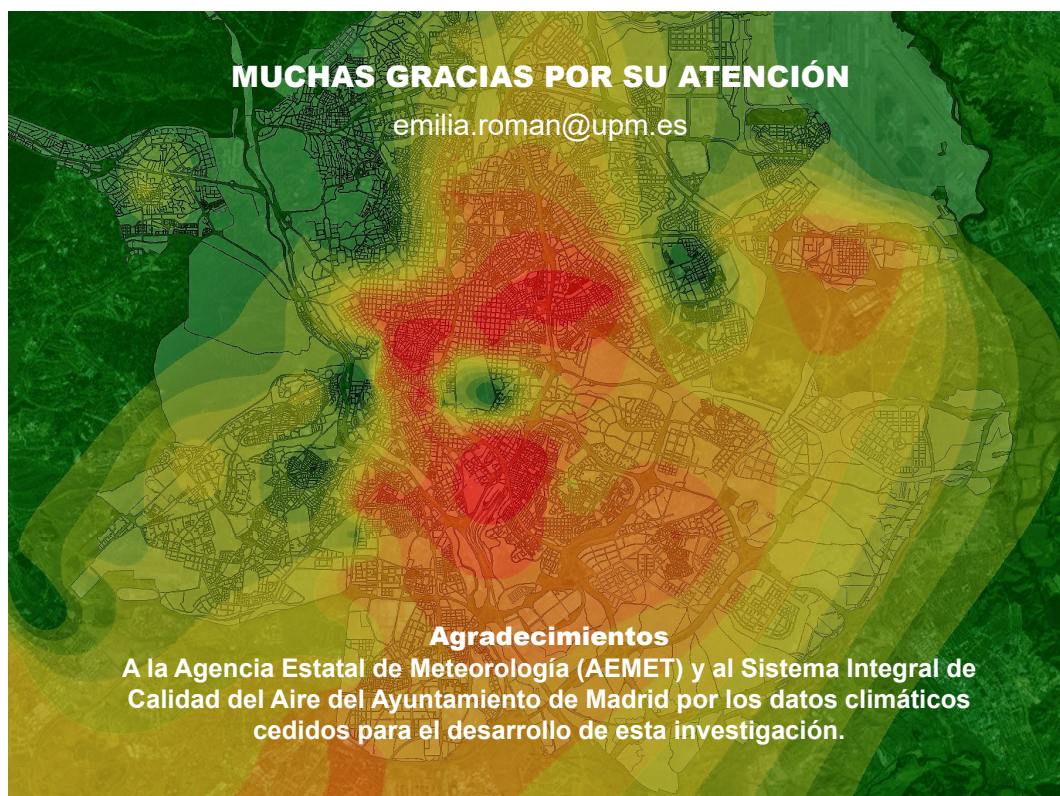 MUCHAS GRACIAS POR SU ATENCIÓN
emilia.roman@upm.es
Agradecimientos
A la Agencia Estatal de Meteorología (AEMET) y al Sistema Integral de
Calidad del Aire del Ayuntamiento de Madrid por los datos climáticos
cedidos para el desarrollo de esta investigación.